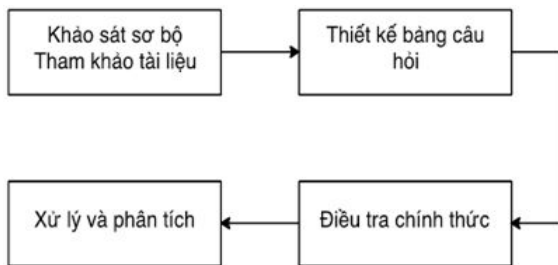 Khảo sát sơ bộ
Tham khảo tài liệu
Thiết kế bảng câu
hỏi
Điều tra chính thức
Xử lý và phân tích